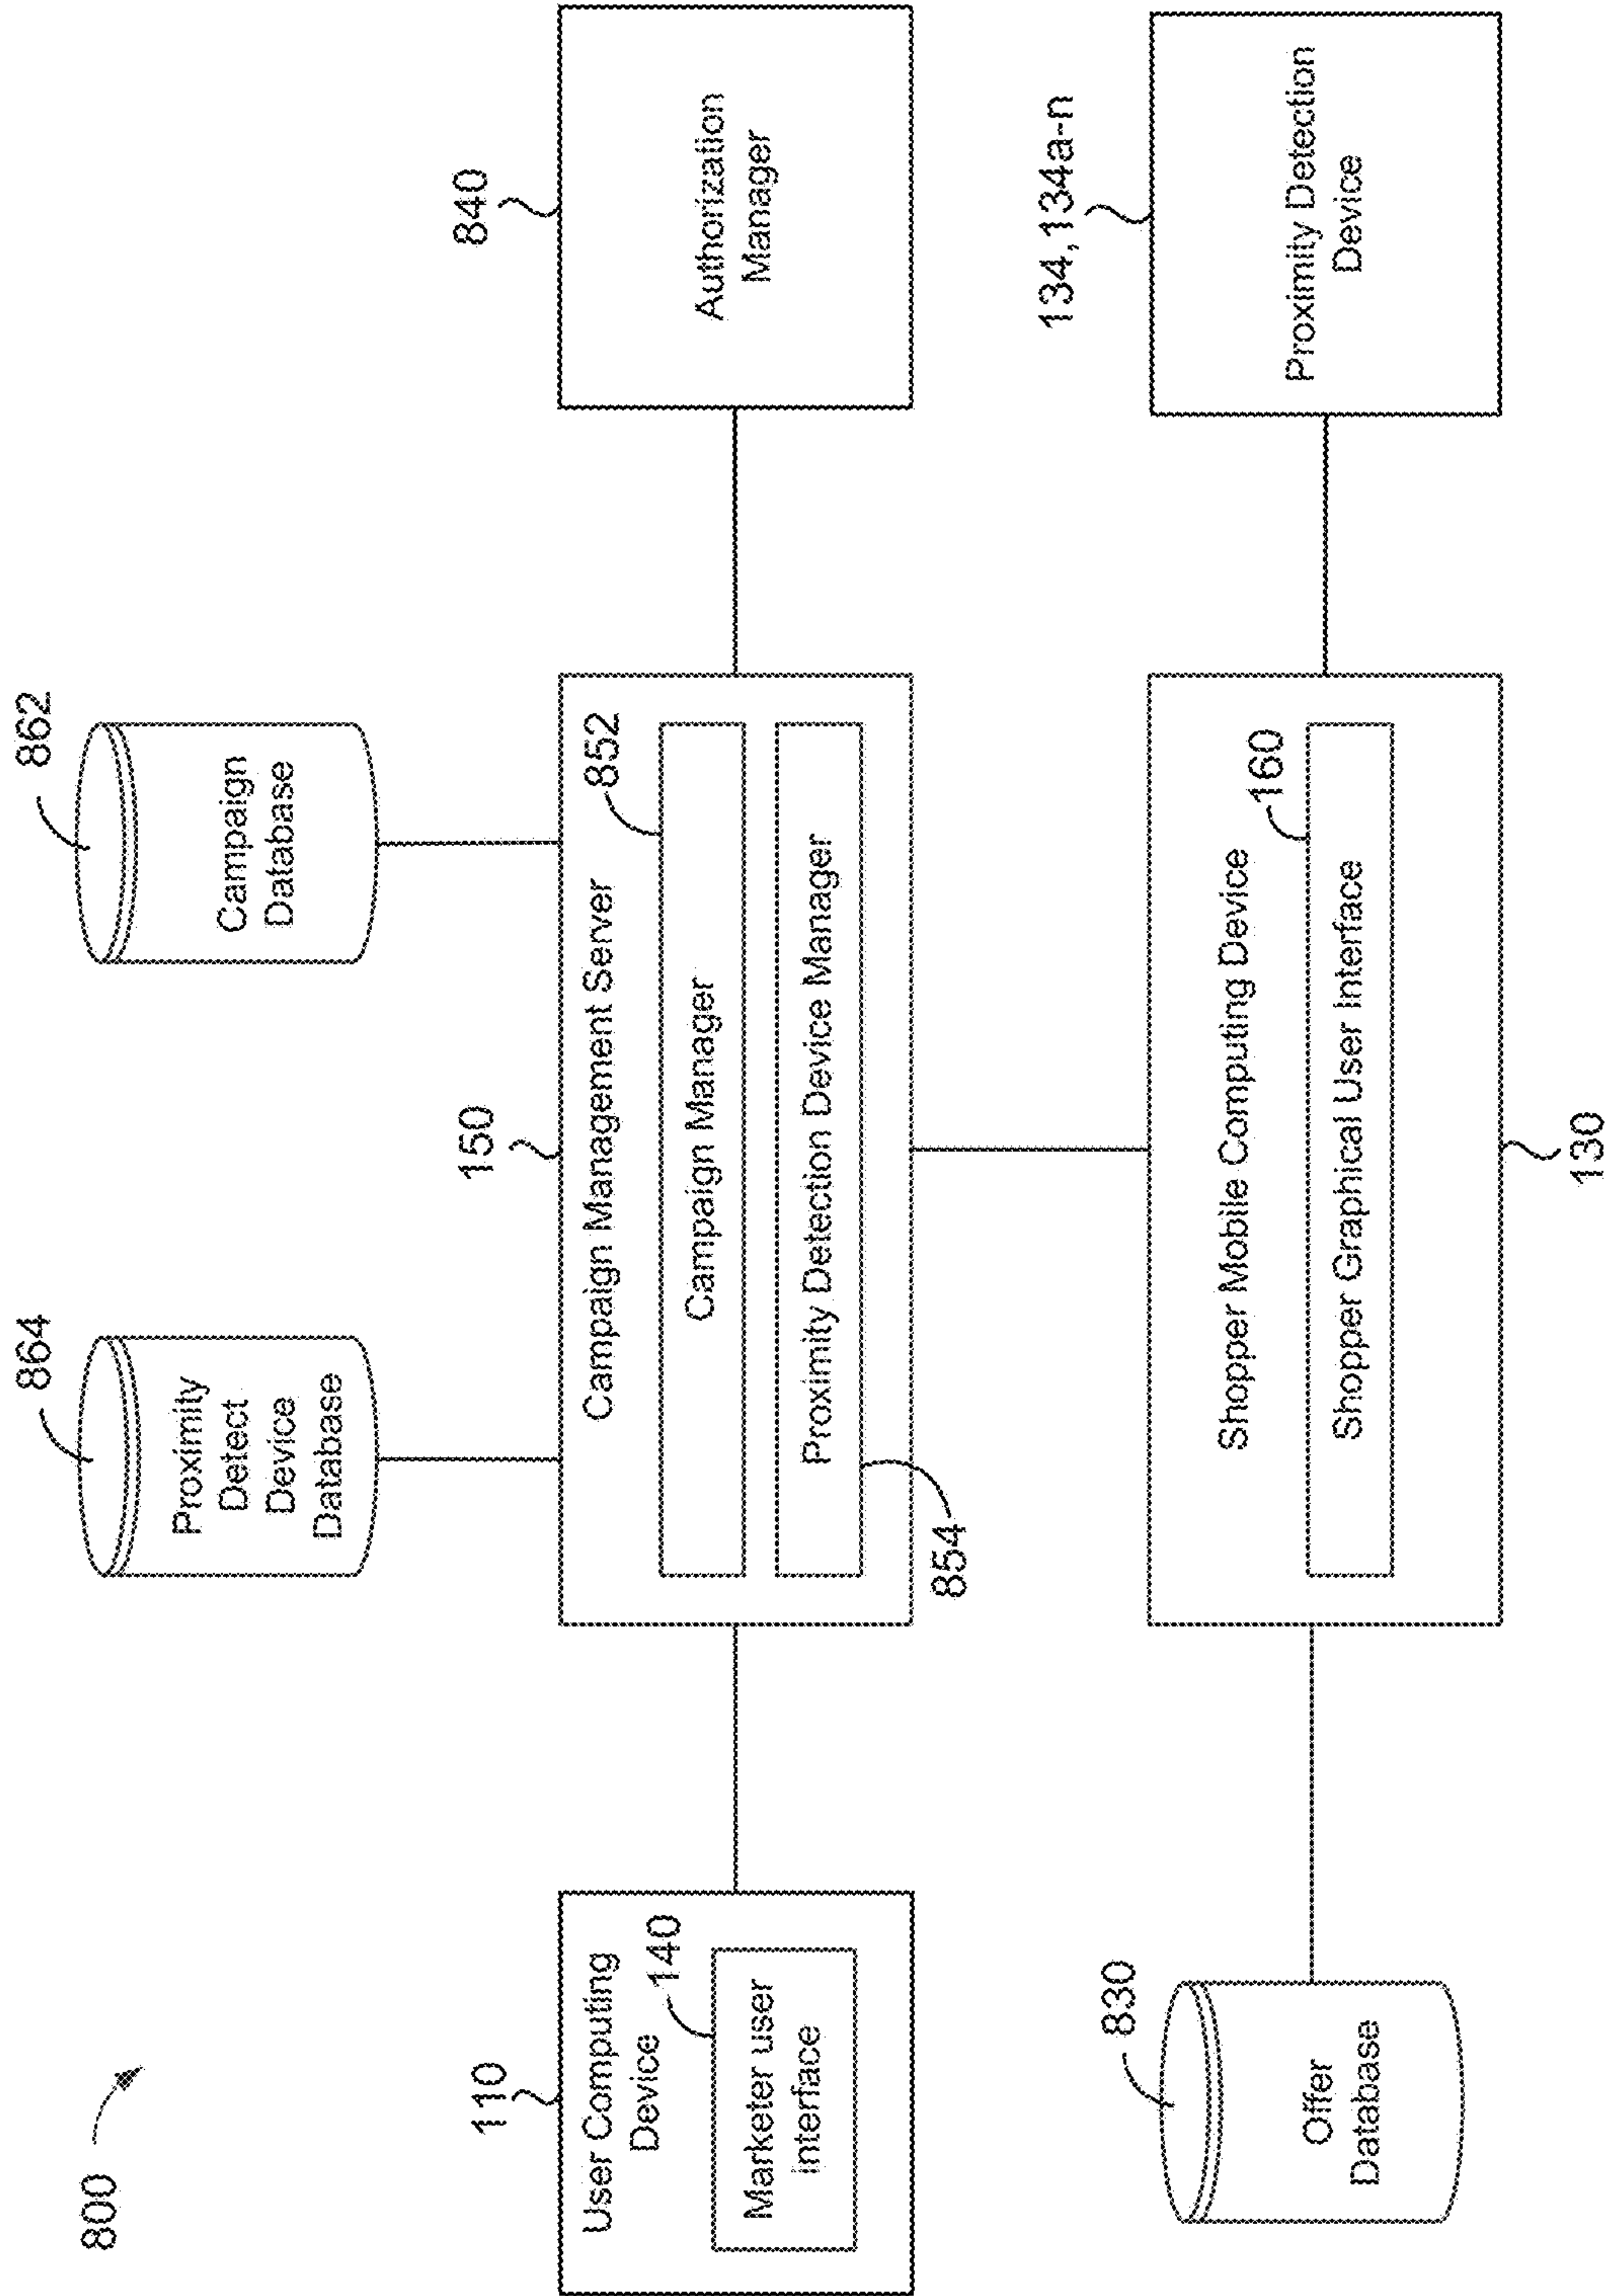 800
864
862
Proximity
Detect
Device
Database
Campaign
Database
110
150
840
User Computing
Device
140
Marketer user
interface
Campaign Management Server
852
Campaign Manager
Proximity Detection Device Manager
854
Authorization
Manager
830
Offer
Database
Shopper Mobile Computing Device
160
Shopper Graphical User Interface
130
134,134a-n
Proximity Detection
Device